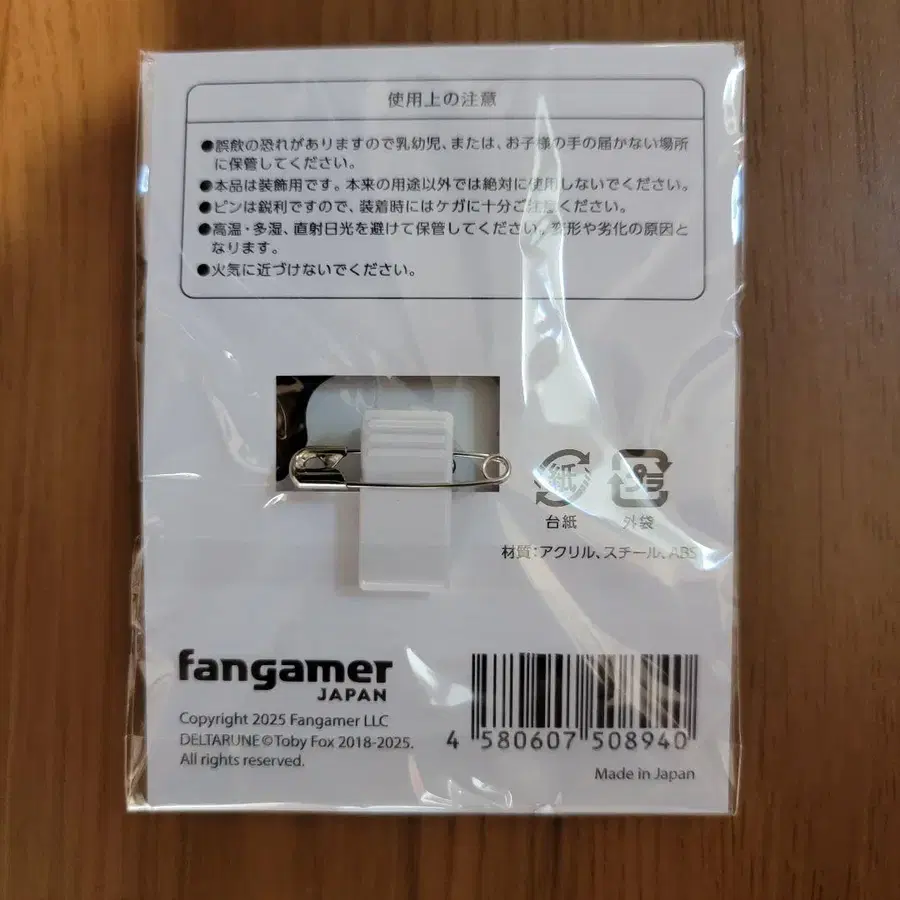 使用上の注意
●誤飲の恐れがありますので乳幼児、または、お子様の手の届かない場所
に保管してください。
●本品は装飾用です。本来の用途以外では絶対に使用しないでください。
●ピンは鋭利ですので、装着時にはケガに十分ご注意ください。
●高温・多湿、直射日光を避けて保管してください。変形や劣化の原因と
なります。
●火気に近づけないでください。
紙
プラ
台紙
外袋
材質:アクリル、スチール、ABS
fangamer
JAPAN
Copyright 2025 Fangamer LLC
DELTARUNE©Toby Fox 2018-2025.
All rights reserved.
4 580607 508940
Made in Japan